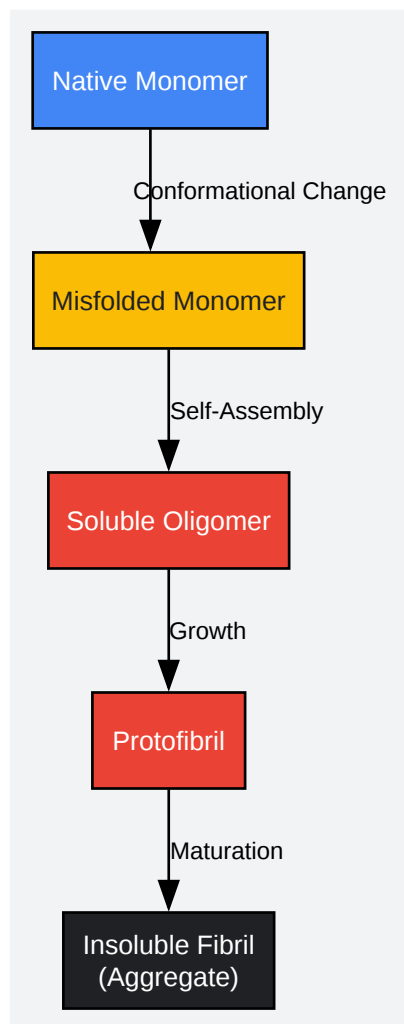 Native Monomer
Conformational Change
Misfolded Monomer
Self-Assembly
Soluble Oligomer
Growth
Protofibril
Maturation
Insoluble Fibril
(Aggregate)